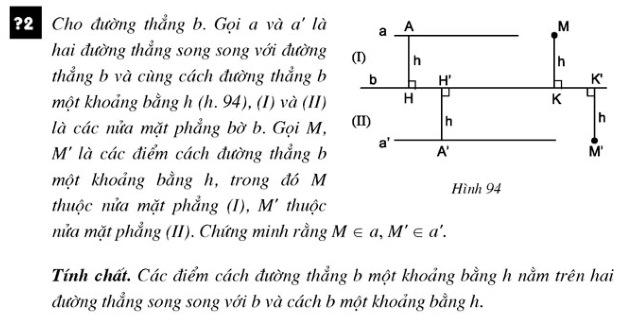 ?2 Cho đường thẳng b. Gọi a và a' là
hai đường thẳng song song với đường
thẳng b và cùng cách đường thẳng b
một khoảng bằng h (h. 94), (I) và (II)
là các nửa mặt phẳng bờ b. Gọi M,
M' là các điểm cách đường thẳng b
một khoảng bằng h, trong đó M
thuộc nửa mặt phẳng (I), M' thuộc
nửa mặt phẳng (II). Chứng minh rằng M ∈ a, M' ∈ a'.
a A M
(I) h h
b H' K'
H K
(II) h h
a' A' M'
Hình 94
Tính chất. Các điểm cách đường thẳng b một khoảng bằng h nằm trên hai
đường thẳng song song với b và cách b một khoảng bằng h.